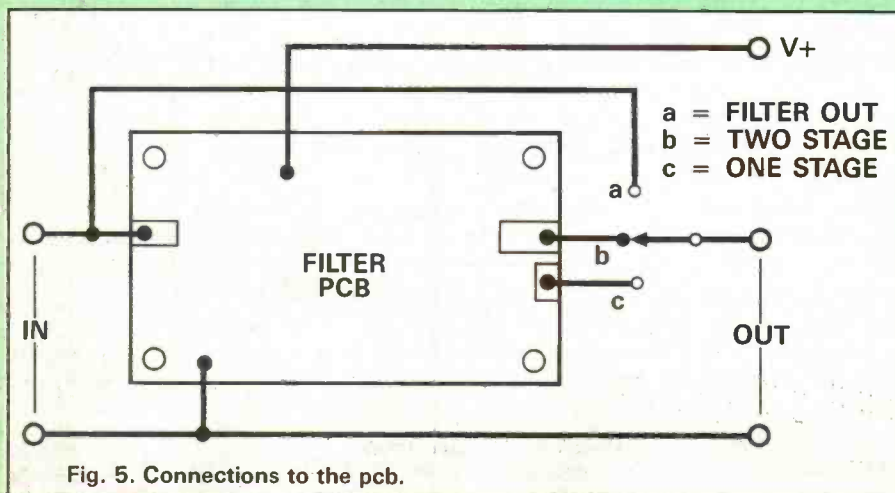 V+
a = FILTER OUT
b = TWO STAGE
c = ONE STAGE
a
b
c
FILTER
PCB
IN
OUT
Fig. 5. Connections to the pcb.